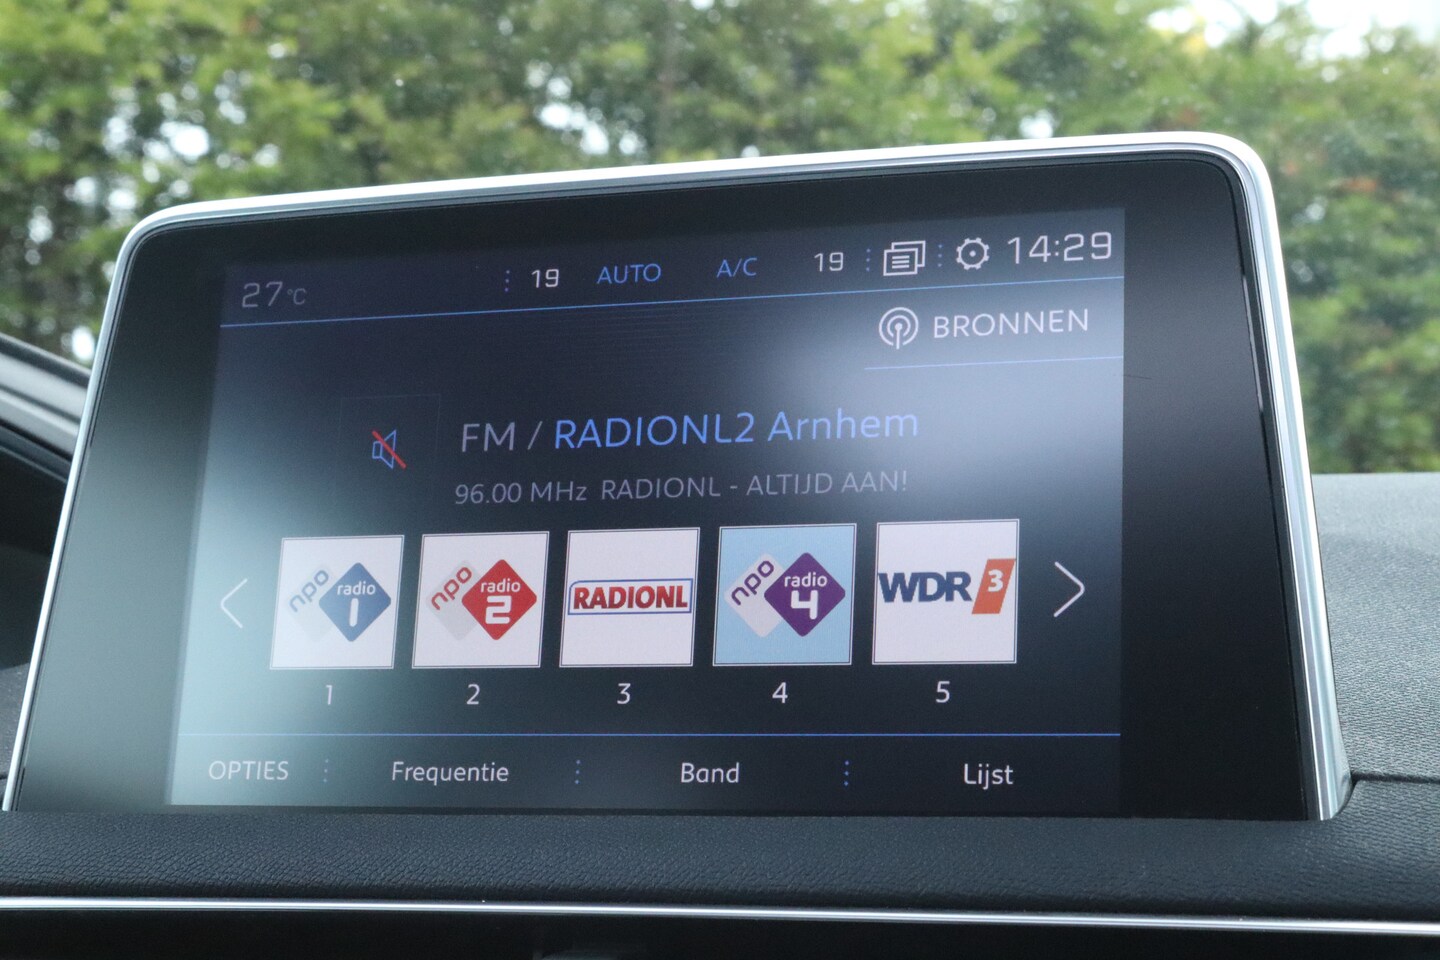 27°C 19 AUTO A/C 19 14:29
BRONNEN
FM / RADIONL2 Arnhem
96.00 MHz RADIONL - ALTIJD AAN!
npo radio 1 npo radio 2 RADIONL npo radio 4 WDR 3
1 2 3 4 5
OPTIES Frequentie Band Lijst